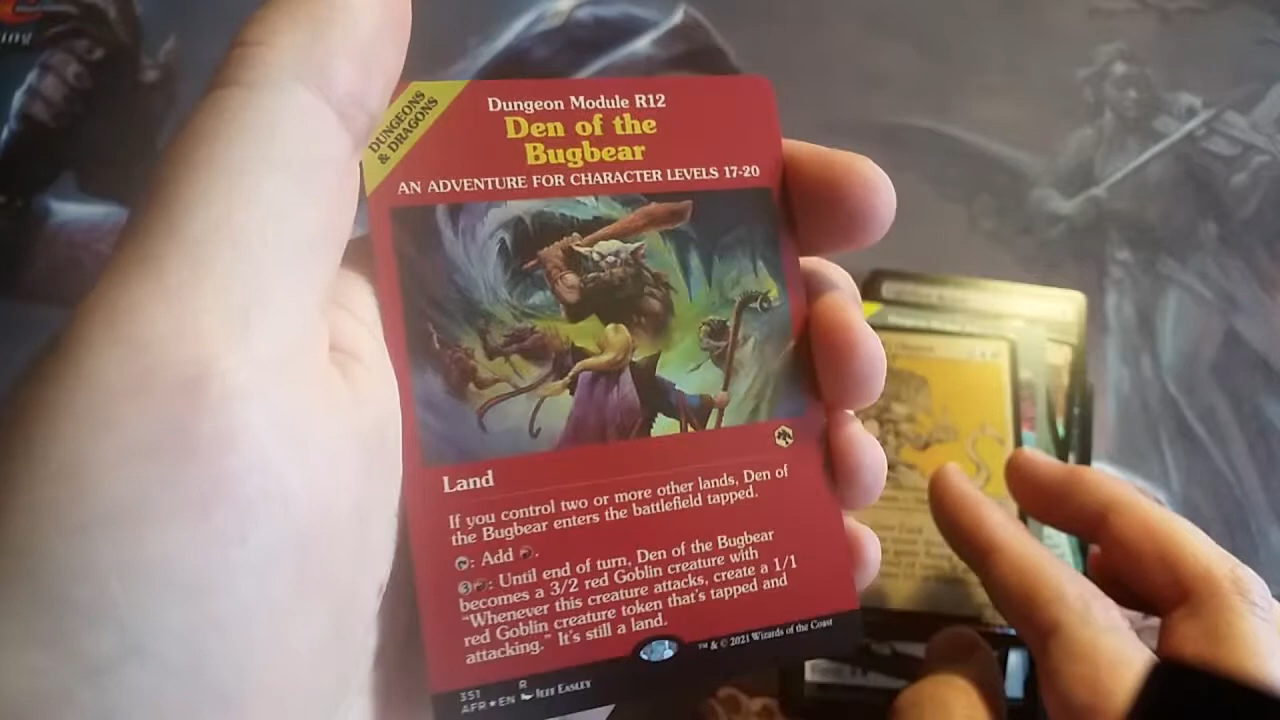 ing
DUNGEONS
& DRAGONS
Dungeon Module R12
Den of the
Bugbear
AN ADVENTURE FOR CHARACTER LEVELS 17-20
Land
If you control two or more other lands, Den of
the Bugbear enters the battlefield tapped.
: Add .
3 : Until end of turn, Den of the Bugbear
becomes a 3/2 red Goblin creature with
"Whenever this creature attacks, create a 1/1
red Goblin creature token that's tapped and
attacking." It's still a land.
™ & © 2021 Wizards of the Coast
351 R
AFR★EN JEFF EASLEY